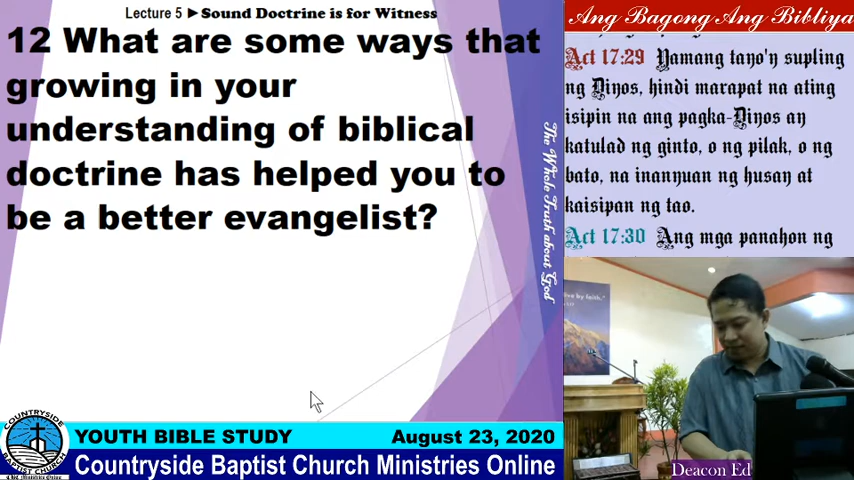 Lecture 5 ►Sound Doctrine is for Witness
12 What are some ways that
growing in your
understanding of biblical
doctrine has helped you to
be a better evangelist?
The Whole Truth about God
Ang Bagong Ang Bibliya
Act 17:29 Yamang tayo'y supling
ng Diyos, hindi marapat na ating
isipin na ang pagka-Diyos ay
katulad ng ginto, o ng pilak, o ng
bato, na inanyuan ng husay at
kaisipan ng tao.
Act 17:30 Ang mga panahon ng
live by faith,"
Deacon Ed
COUNTRYSIDE
BAPTIST CHURCH
YOUTH BIBLE STUDY August 23, 2020
Countryside Baptist Church Ministries Online